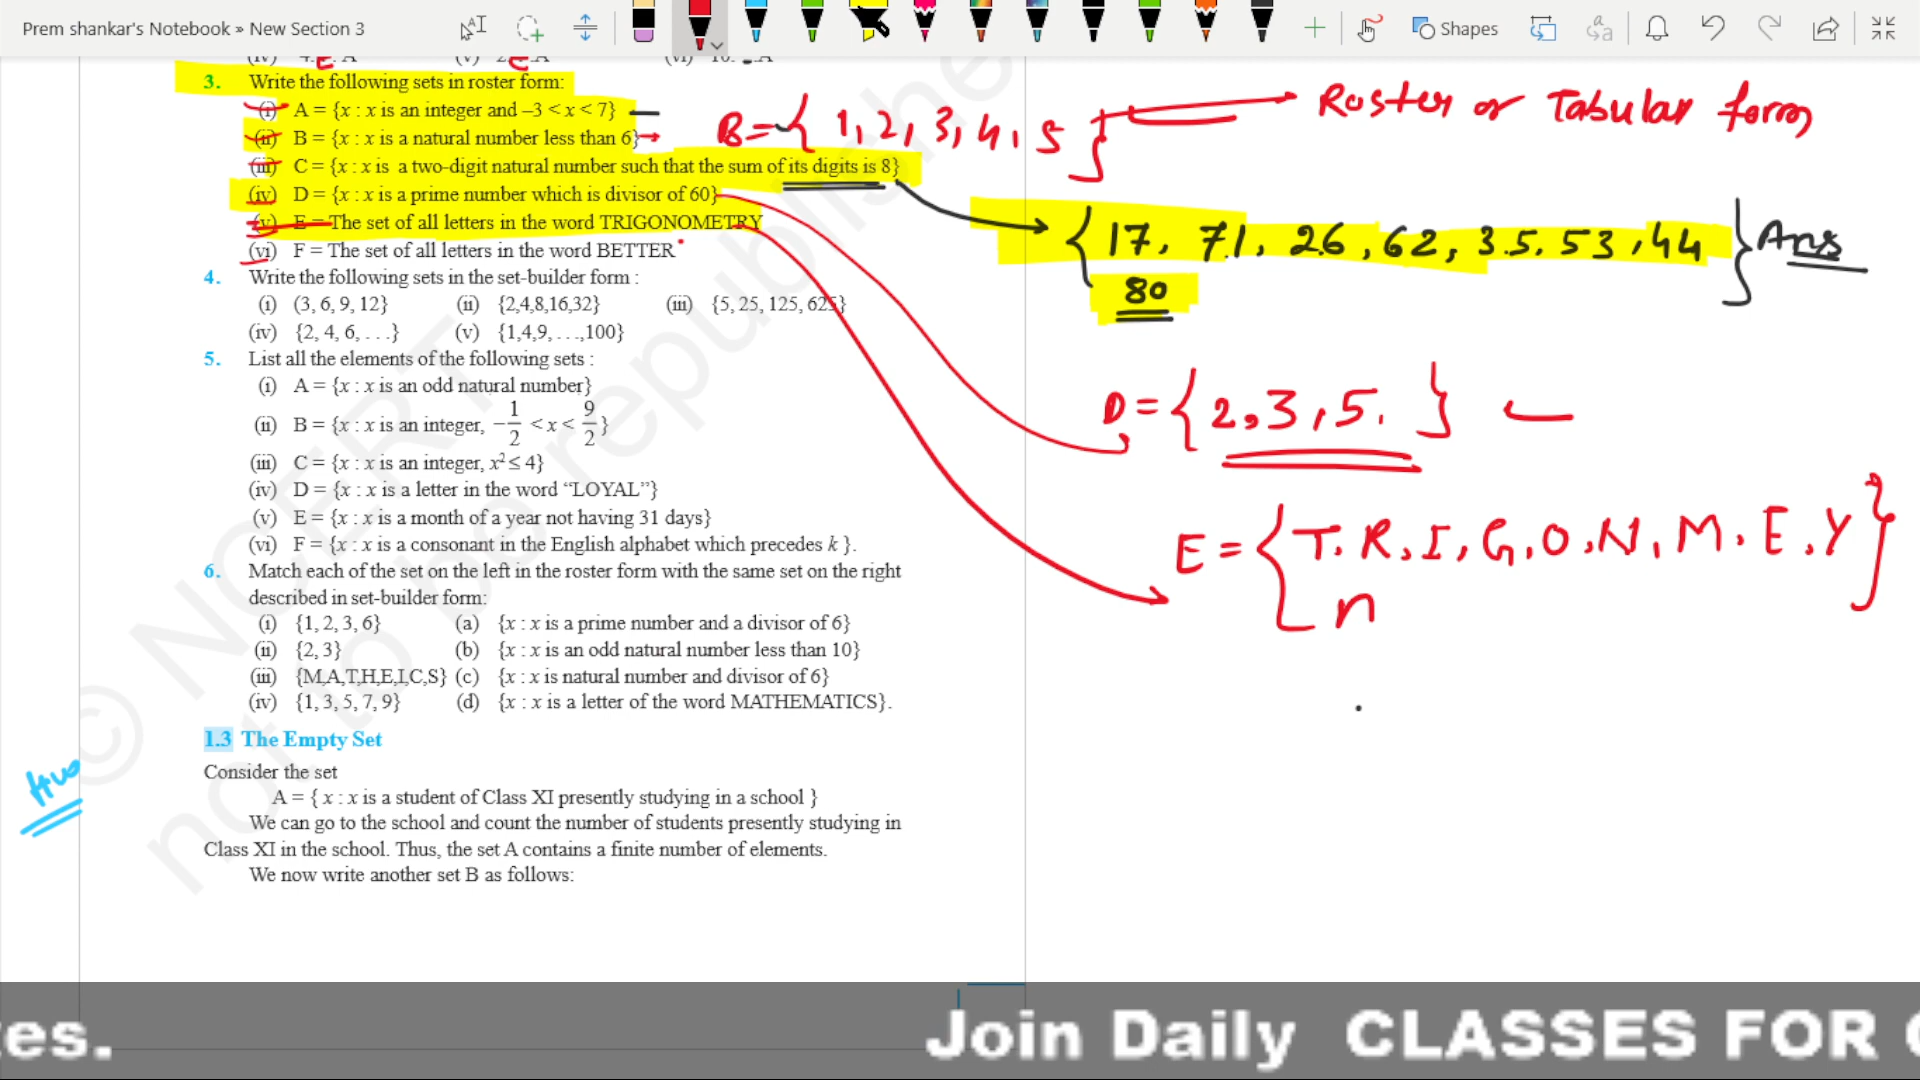 Prem shankar's Notebook » New Section 3
Shapes
3. Write the following sets in roster form:
(i) A = {x : x is an integer and –3 < x < 7}
(ii) B = {x : x is a natural number less than 6}
(iii) C = {x : x is a two-digit natural number such that the sum of its digits is 8}
(iv) D = {x : x is a prime number which is divisor of 60}
(v) E = The set of all letters in the word TRIGONOMETRY
(vi) F = The set of all letters in the word BETTER
4. Write the following sets in the set-builder form :
(i) (3, 6, 9, 12} (ii) {2,4,8,16,32} (iii) {5, 25, 125, 625}
(iv) {2, 4, 6, . . .} (v) {1,4,9, . . .,100}
5. List all the elements of the following sets :
(i) A = {x : x is an odd natural number}
(ii) B = {x : x is an integer, –1/2 < x < 9/2}
(iii) C = {x : x is an integer, x² ≤ 4}
(iv) D = {x : x is a letter in the word “LOYAL”}
(v) E = {x : x is a month of a year not having 31 days}
(vi) F = {x : x is a consonant in the English alphabet which precedes k }.
6. Match each of the set on the left in the roster form with the same set on the right
described in set-builder form:
(i) {1, 2, 3, 6} (a) {x : x is a prime number and a divisor of 6}
(ii) {2, 3} (b) {x : x is an odd natural number less than 10}
(iii) {M,A,T,H,E,I,C,S} (c) {x : x is natural number and divisor of 6}
(iv) {1, 3, 5, 7, 9} (d) {x : x is a letter of the word MATHEMATICS}.
1.3 The Empty Set
Consider the set
A = { x : x is a student of Class XI presently studying in a school }
We can go to the school and count the number of students presently studying in
Class XI in the school. Thus, the set A contains a finite number of elements.
We now write another set B as follows:
© NCERT
not to be republishe
B = { 1, 2, 3, 4, 5 }
Roster or Tabular form
{ 17, 71, 26, 62, 35, 53, 44 } Ans
80
D = { 2, 3, 5. }
E = { T, R, I, G, O, N, M, E, Y }
n
es.
Join Daily CLASSES FOR